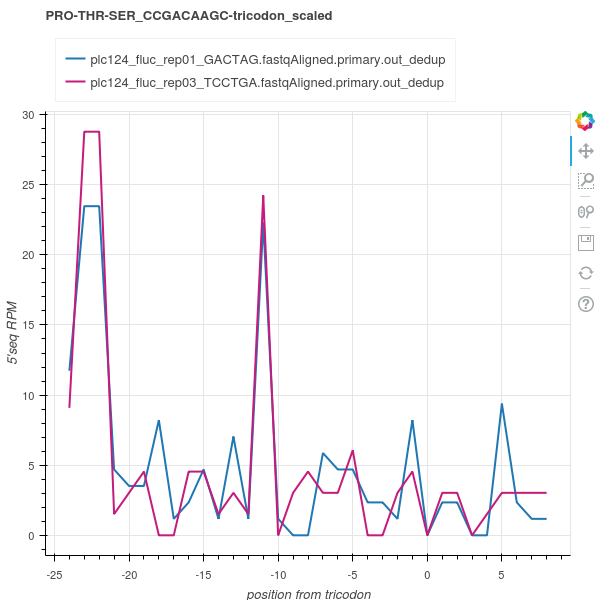 PRO-THR-SER_CCGACAAGC-tricodon_scaled
plc124_fluc_rep01_GACTAG.fastqAligned.primary.out_dedup
plc124_fluc_rep03_TCCTGA.fastqAligned.primary.out_dedup
30
25
20
15
10
5
0
5'seq RPM
-25 -20 -15 -10 -5 0 5
position from tricodon